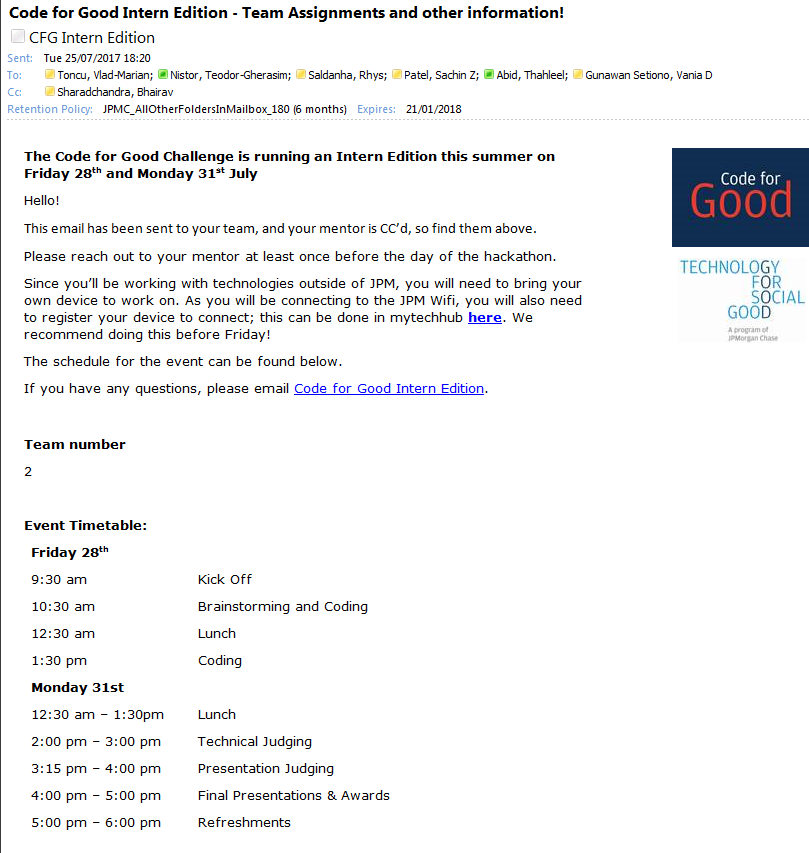 Code for Good Intern Edition - Team Assignments and other information!
CFG Intern Edition
Sent: Tue 25/07/2017 18:20
To: Toncu, Vlad-Marian; Nistor, Teodor-Gherasim; Saldanha, Rhys; Patel, Sachin Z; Abid, Thahleel; Gunawan Setiono, Vania D
Cc: Sharadchandra, Bhairav
Retention Policy: JPMC_AllOtherFoldersInMailbox_180 (6 months) Expires: 21/01/2018
The Code for Good Challenge is running an Intern Edition this summer on
Friday 28th and Monday 31st July
Hello!
This email has been sent to your team, and your mentor is CC’d, so find them above.
Please reach out to your mentor at least once before the day of the hackathon.
Since you’ll be working with technologies outside of JPM, you will need to bring your
own device to work on. As you will be connecting to the JPM Wifi, you will also need
to register your device to connect; this can be done in mytechhub here. We
recommend doing this before Friday!
The schedule for the event can be found below.
If you have any questions, please email Code for Good Intern Edition.
Code for
Good
TECHNOLOGY
FOR
SOCIAL
GOOD
A program of
JPMorgan Chase
Team number
2
Event Timetable:
Friday 28th
9:30 am Kick Off
10:30 am Brainstorming and Coding
12:30 am Lunch
1:30 pm Coding
Monday 31st
12:30 am – 1:30pm Lunch
2:00 pm – 3:00 pm Technical Judging
3:15 pm – 4:00 pm Presentation Judging
4:00 pm – 5:00 pm Final Presentations & Awards
5:00 pm – 6:00 pm Refreshments